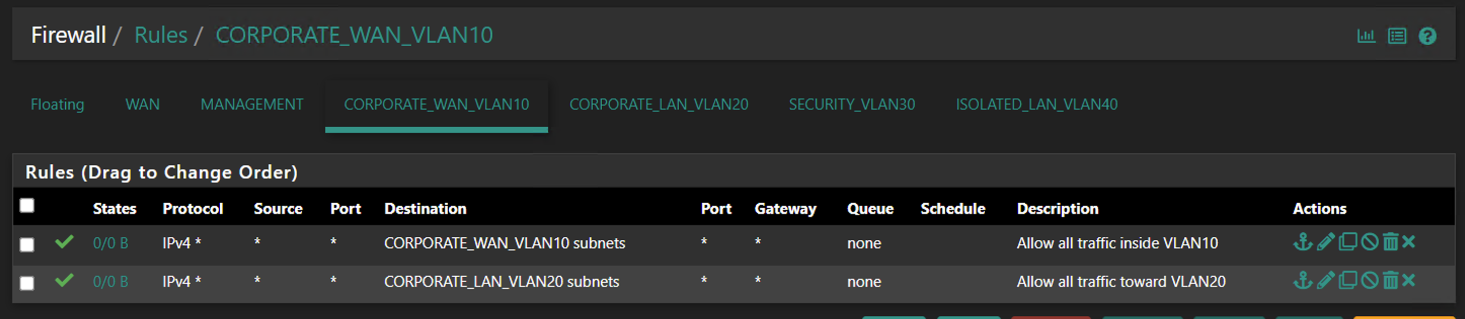 Firewall / Rules / CORPORATE_WAN_VLAN10
Floating WAN MANAGEMENT CORPORATE_WAN_VLAN10 CORPORATE_LAN_VLAN20 SECURITY_VLAN30 ISOLATED_LAN_VLAN40
Rules (Drag to Change Order)
States Protocol Source Port Destination Port Gateway Queue Schedule Description Actions
0/0 B IPv4 * * * CORPORATE_WAN_VLAN10 subnets * * none Allow all traffic inside VLAN10
0/0 B IPv4 * * * CORPORATE_LAN_VLAN20 subnets * * none Allow all traffic toward VLAN20